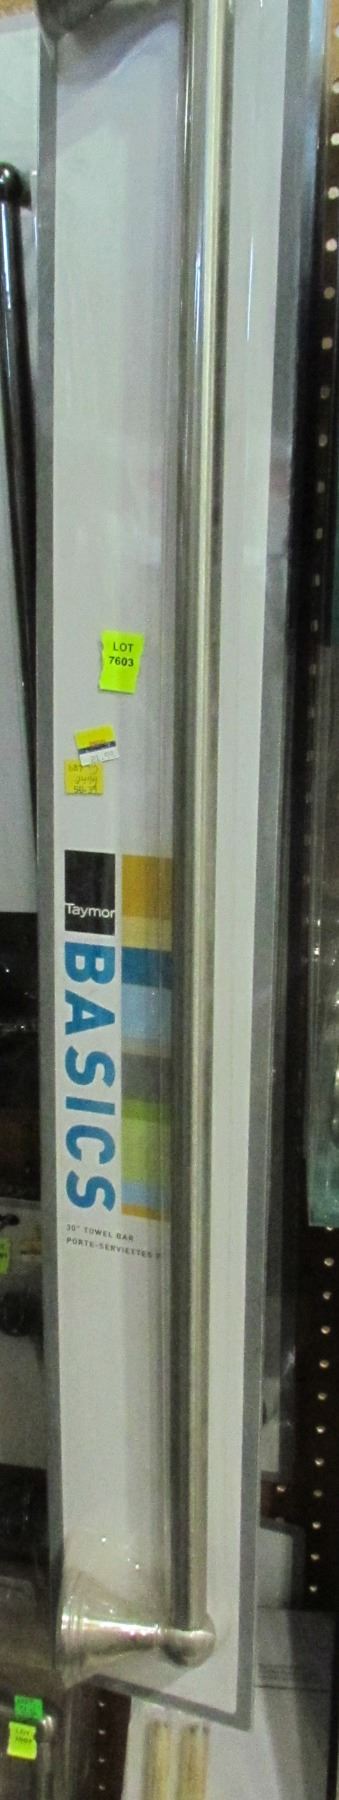 LOT
7603
Taymor
BASICS
30" TOWEL BAR
PORTE-SERVIETTES